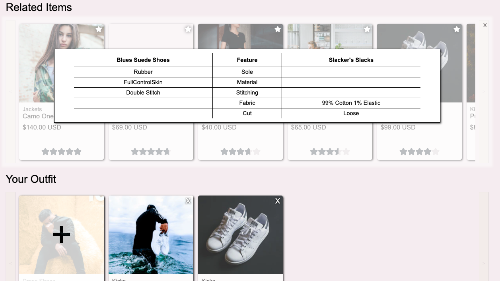 Related Items
x
Blues Suede Shoes Feature Slacker's Slacks
Rubber Sole
FullControlSkin Material
Double Stitch Stitching
Fabric 99% Cotton 1% Elastic
Cut Loose
Jackets
Camo One
$140.00 USD $69.00 USD $40.00 USD $65.00 USD $99.00 USD
Your Outfit
X X
+